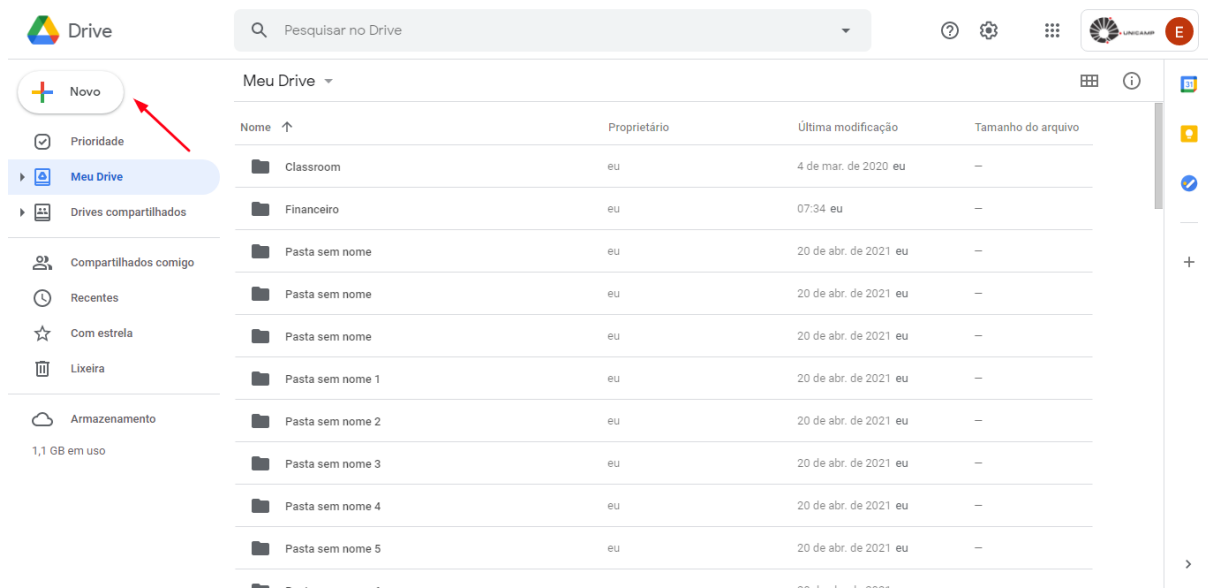 Drive
Pesquisar no Drive
UNICAMP
E
Novo
Meu Drive
31
Nome Proprietário Última modificação Tamanho do arquivo
Prioridade
Meu Drive
Drives compartilhados
Compartilhados comigo
Recentes
Com estrela
Lixeira
Armazenamento
1,1 GB em uso
Classroom eu 4 de mar. de 2020 eu —
Financeiro eu 07:34 eu —
Pasta sem nome eu 20 de abr. de 2021 eu —
Pasta sem nome eu 20 de abr. de 2021 eu —
Pasta sem nome eu 20 de abr. de 2021 eu —
Pasta sem nome 1 eu 20 de abr. de 2021 eu —
Pasta sem nome 2 eu 20 de abr. de 2021 eu —
Pasta sem nome 3 eu 20 de abr. de 2021 eu —
Pasta sem nome 4 eu 20 de abr. de 2021 eu —
Pasta sem nome 5 eu 20 de abr. de 2021 eu —